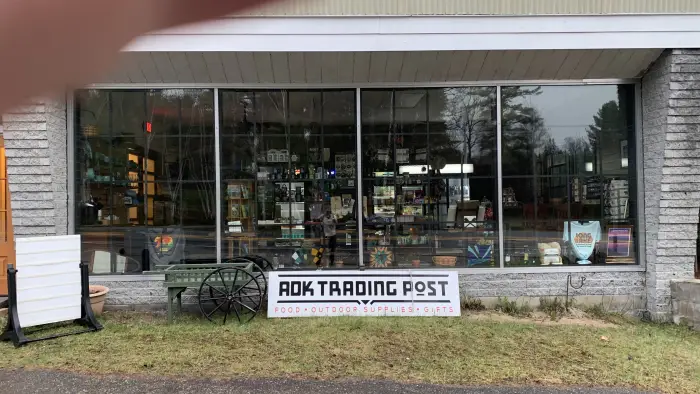 ADK TRADING POST
FOOD • OUTDOOR SUPPLIES • GIFTS